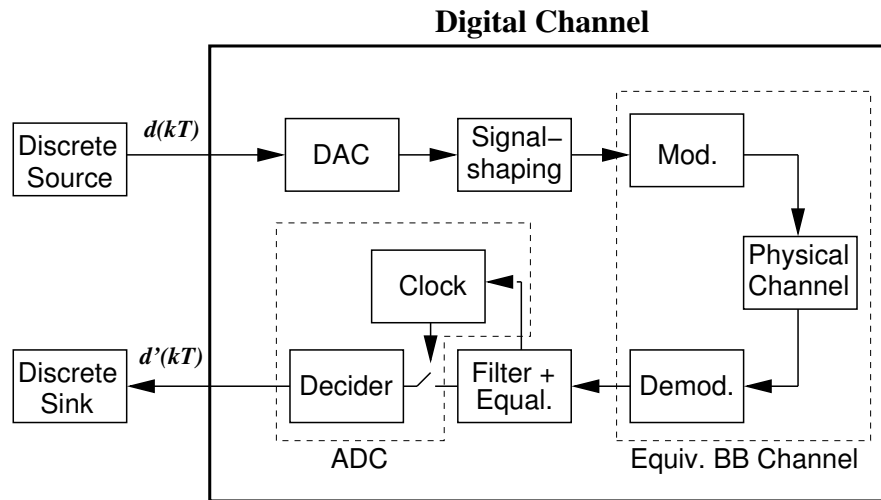 Digital Channel
d(kT)
Discrete
Source
DAC
Signal-
shaping
Mod.
Physical
Channel
Clock
d'(kT)
Discrete
Sink
Decider
Filter +
Equal.
Demod.
ADC
Equiv. BB Channel